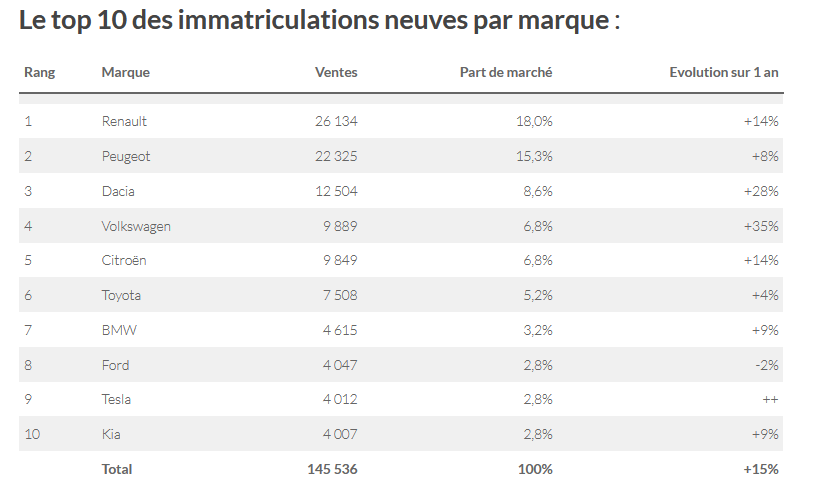 Le top 10 des immatriculations neuves par marque :
Rang Marque Ventes Part de marché Evolution sur 1 an
1 Renault 26 134 18,0% +14%
2 Peugeot 22 325 15,3% +8%
3 Dacia 12 504 8,6% +28%
4 Volkswagen 9 889 6,8% +35%
5 Citroën 9 849 6,8% +14%
6 Toyota 7 508 5,2% +4%
7 BMW 4 615 3,2% +9%
8 Ford 4 047 2,8% -2%
9 Tesla 4 012 2,8% ++
10 Kia 4 007 2,8% +9%
Total 145 536 100% +15%